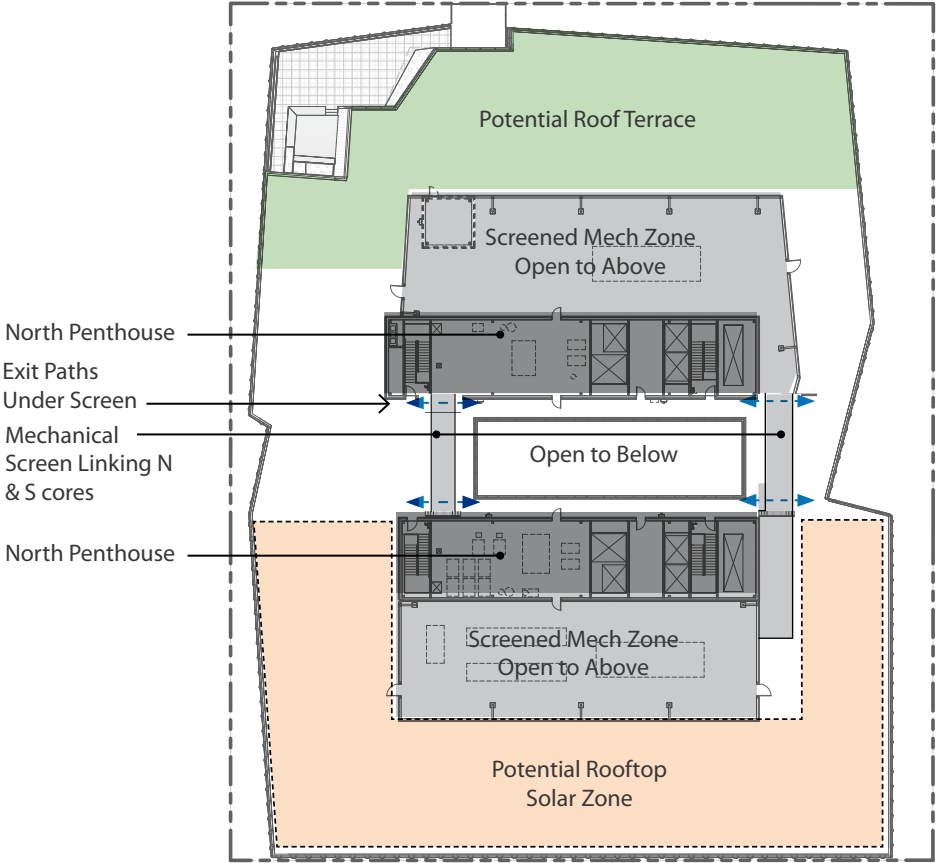 Potential Roof Terrace
Screened Mech Zone
Open to Above
North Penthouse
Exit Paths
Under Screen
Mechanical
Screen Linking N
& S cores
Open to Below
North Penthouse
Screened Mech Zone
Open to Above
Potential Rooftop
Solar Zone